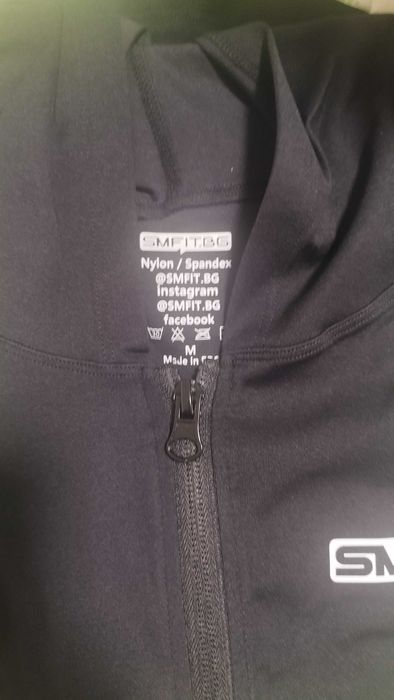 SMFIT.BG
Nylon / Spandex
@SMFIT.BG
instagram
@SMFIT.BG
facebook
M
Made in
SM